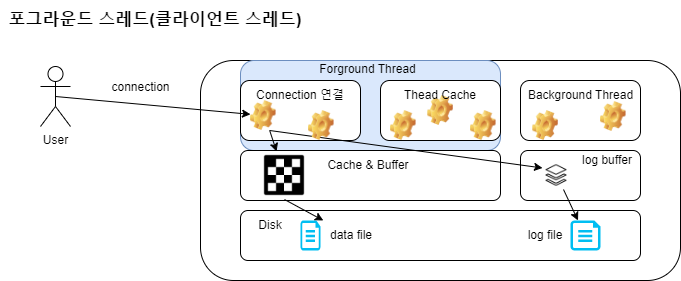 포그라운드 스레드(클라이언트 스레드)
Forground Thread
connection
Connection 연결
Thead Cache
Background Thread
User
Cache & Buffer
log buffer
Disk
data file
log file